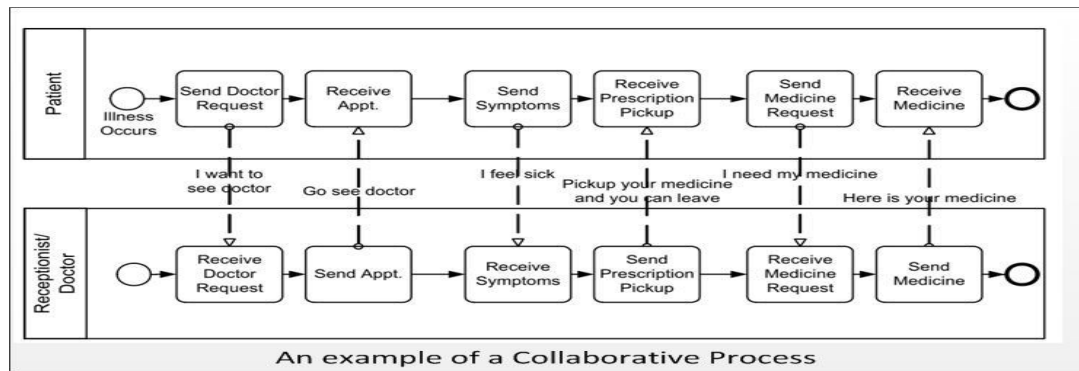 Patient
Illness
Occurs
Send Doctor
Request
Receive
Appt.
Send
Symptoms
Receive
Prescription
Pickup
Send
Medicine
Request
Receive
Medicine
I want to
see doctor
Go see doctor
I feel sick
Pickup your medicine
and you can leave
I need my medicine
Here is your medicine
Receptionist/
Doctor
Receive
Doctor
Request
Send Appt.
Receive
Symptoms
Send
Prescription
Pickup
Receive
Medicine
Request
Send
Medicine
An example of a Collaborative Process